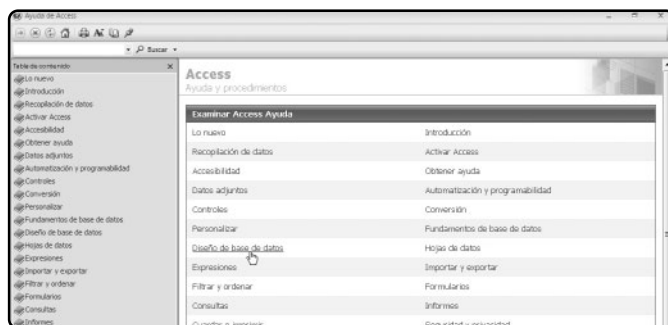 Ayuda de Access
Buscar
Tabla de contenido
Lo nuevo
Introducción
Recopilación de datos
Activar Access
Accesibilidad
Obtener ayuda
Datos adjuntos
Automatización y programabilidad
Controles
Conversión
Personalizar
Fundamentos de base de datos
Diseño de base de datos
Hojas de datos
Expresiones
Importar y exportar
Filtrar y ordenar
Formularios
Consultas
Informes
Access
Ayuda y procedimientos
Examinar Access Ayuda
Lo nuevo Introducción
Recopilación de datos Activar Access
Accesibilidad Obtener ayuda
Datos adjuntos Automatización y programabilidad
Controles Conversión
Personalizar Fundamentos de base de datos
Diseño de base de datos Hojas de datos
Expresiones Importar y exportar
Filtrar y ordenar Formularios
Consultas Informes
Guardar e imprimir Seguridad y privacidad